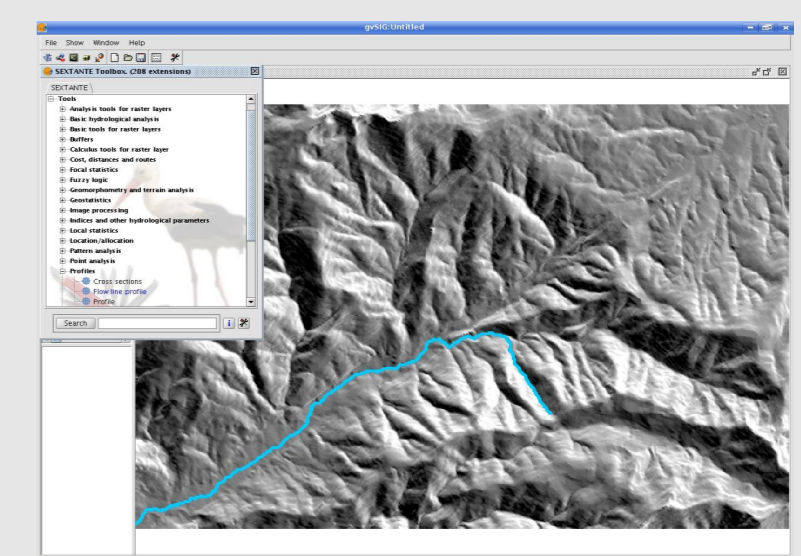 gvSIG:Untitled
File Show Window Help
SEXTANTE Toolbox. (208 extensions)
SEXTANTE
Tools
Analysis tools for raster layers
Basic hydrological analysis
Basic tools for raster layers
Buffers
Calculus tools for raster layer
Cost, distances and routes
Focal statistics
Fuzzy logic
Geomorphometry and terrain analysis
Geostatistics
Image processing
Indices and other hydrological parameters
Local statistics
Location/allocation
Pattern analysis
Point analysis
Profiles
Cross sections
Flow line profile
Profile
Search